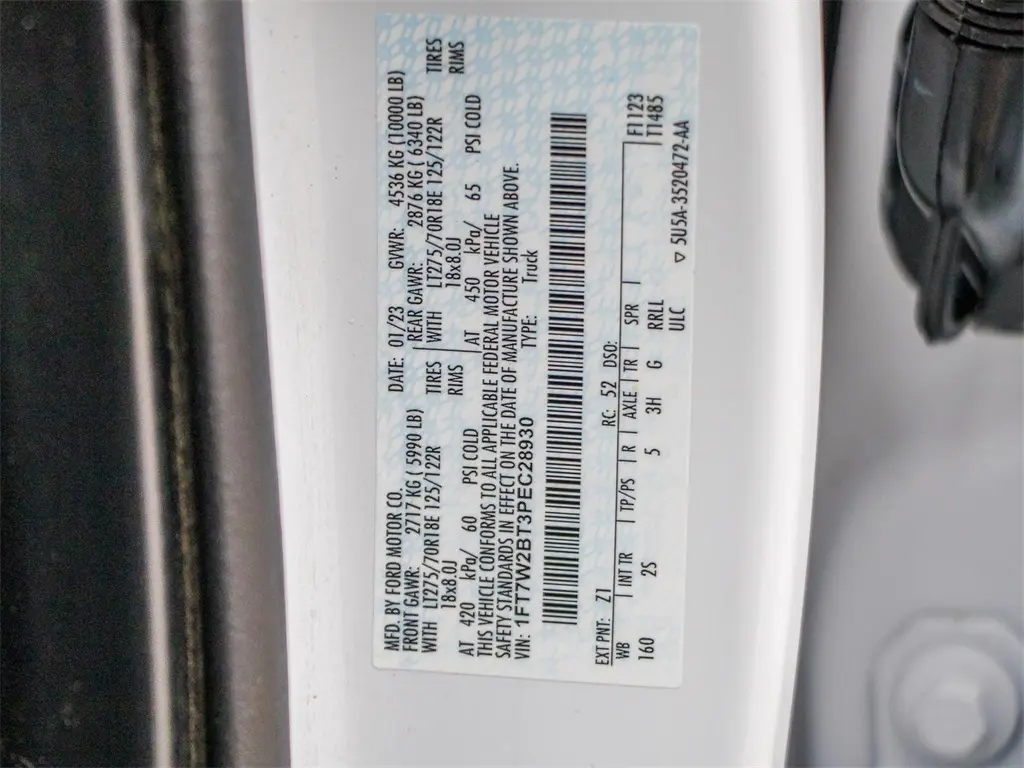 MFD. BY FORD MOTOR CO. DATE: 01/23 GVWR: 4536 KG (10000 LB)
FRONT GAWR: 2717 KG ( 5990 LB) REAR GAWR: 2876 KG ( 6340 LB)
WITH LT275/70R18E 125/122R TIRES WITH LT275/70R18E 125/122R TIRES
18x8.0J RIMS 18x8.0J RIMS
AT 420 kPa/ 60 PSI COLD AT 450 kPa/ 65 PSI COLD
THIS VEHICLE CONFORMS TO ALL APPLICABLE FEDERAL MOTOR VEHICLE
SAFETY STANDARDS IN EFFECT ON THE DATE OF MANUFACTURE SHOWN ABOVE.
VIN: 1FT7W2BT3PEC28930 TYPE: Truck
EXT PNT: Z1 RC: 52 DSO:
WB INT TR TP/PS R AXLE TR SPR F1123
160 2S 5 3H G RRLL T1485
ULC ▽ 5U5A-3520472-AA